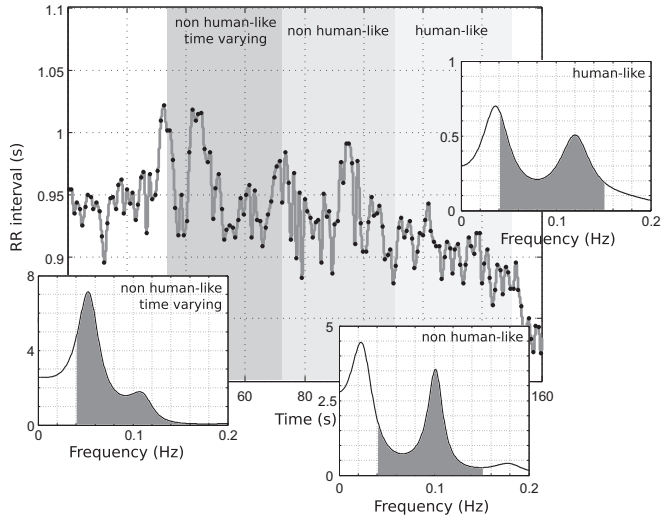 1.1
non human-like
time varying
non human-like
human-like
1.05
1
0.95
0.9
RR interval (s)
60
80
160
Time (s)
1
0.5
0
human-like
0
0.1
0.2
Frequency (Hz)
8
4
0
non human-like
time varying
0
0.1
0.2
Frequency (Hz)
5
2.5
0
non human-like
0
0.1
0.2
Frequency (Hz)